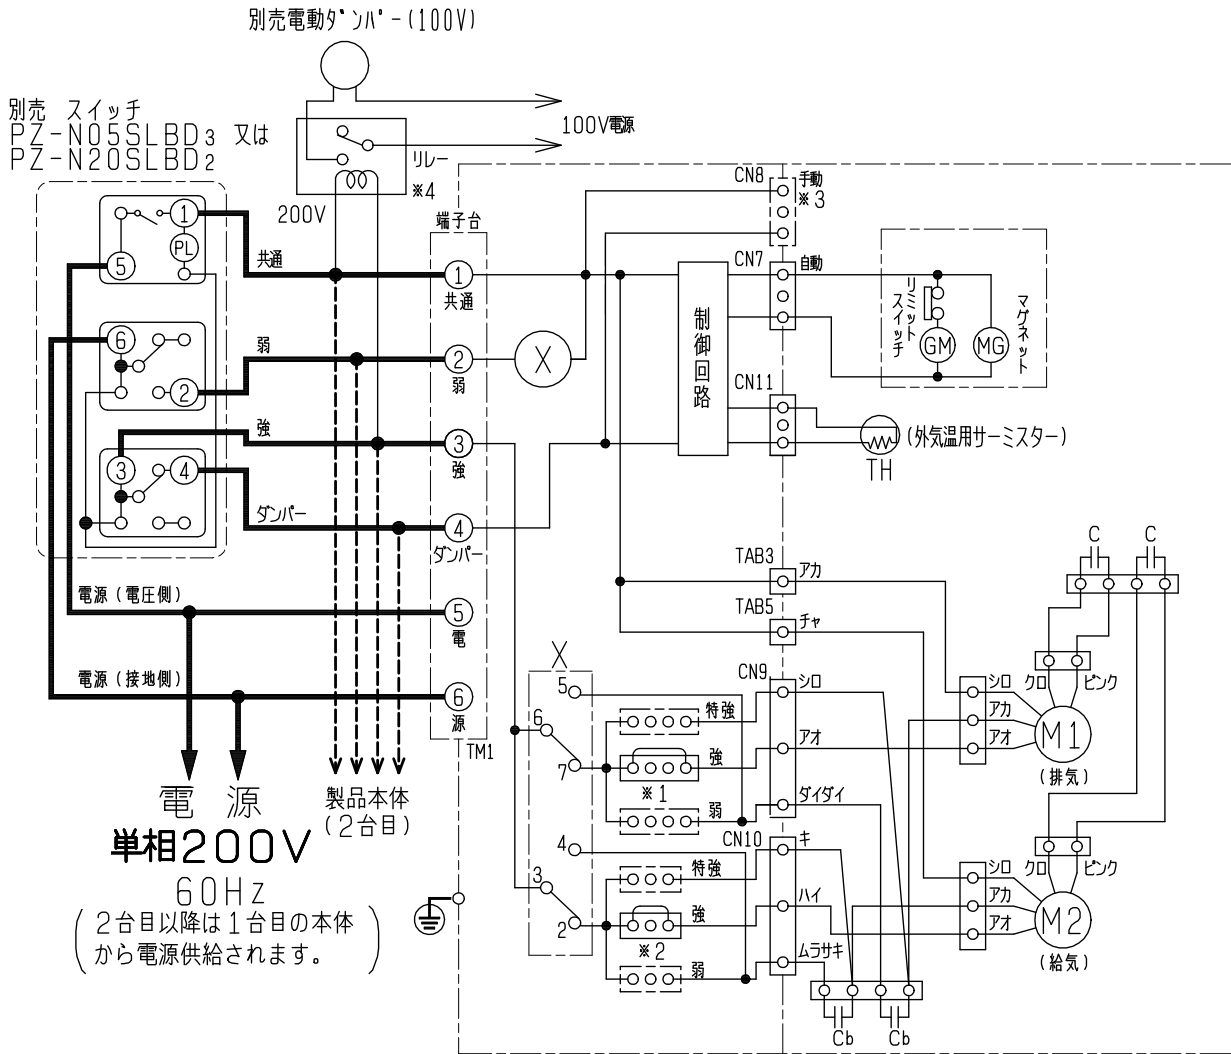 別売電動ダンパー(100V)
別売 スイッチ
PZ-N05SLBD3 又は
PZ-N20SLBD2
100V電源
リレー
※4
200V
端子台
CN8
手動
※3
1
PL
5
共通
1
共通
CN7
自動
リミット
スイッチ
マグネット
GM
MG
制御回路
6
2
弱
2
弱
X
CN11
(外気温用サーミスター)
TH
強
3
強
3
4
ダンパー
4
ダンパー
電源(電圧側)
5
電
電源(接地側)
6
源
TM1
TAB3
アカ
TAB5
チャ
C
C
X
5
6
7
4
3
2
CN9
シロ
特強
強
アオ
※1
弱
ダイダイ
CN10
キ
特強
強
ハイ
※2
弱
ムラサキ
クロ
ピンク
シロ
アカ
アオ
M1
(排気)
クロ
ピンク
シロ
アカ
アオ
M2
(給気)
Cb
Cb
電 源
単相200V
60Hz
(2台目以降は1台目の本体
から電源供給されます。)
製品本体
(2台目)